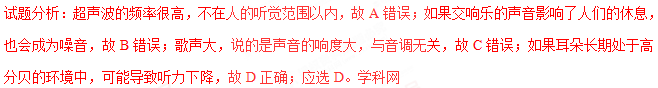 试题分析：超声波的频率很高，不在人的听觉范围以内，故 A 错误；如果交响乐的声音影响了人们的休息，
也会成为噪音，故 B 错误；歌声大，说的是声音的响度大，与音调无关，故 C 错误；如果耳朵长期处于高
分贝的环境中，可能导致听力下降，故 D 正确；应选 D。学科网